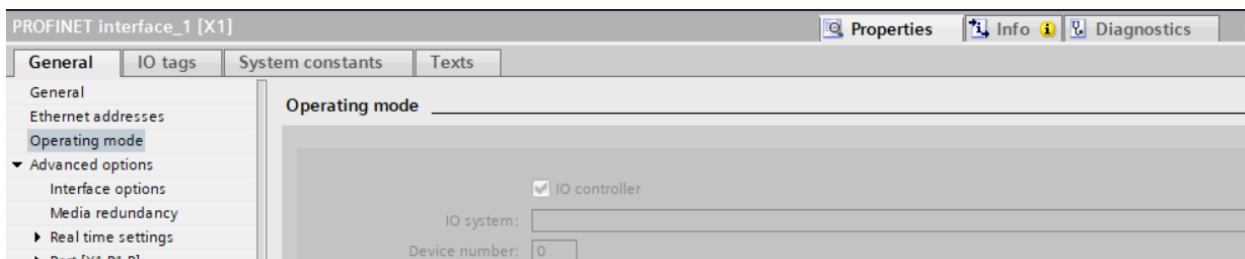 PROFINET interface_1 [X1]
Properties Info Diagnostics
General IO tags System constants Texts
General
Ethernet addresses
Operating mode
Advanced options
Interface options
Media redundancy
Real time settings
Operating mode
IO controller
IO system:
Device number: 0